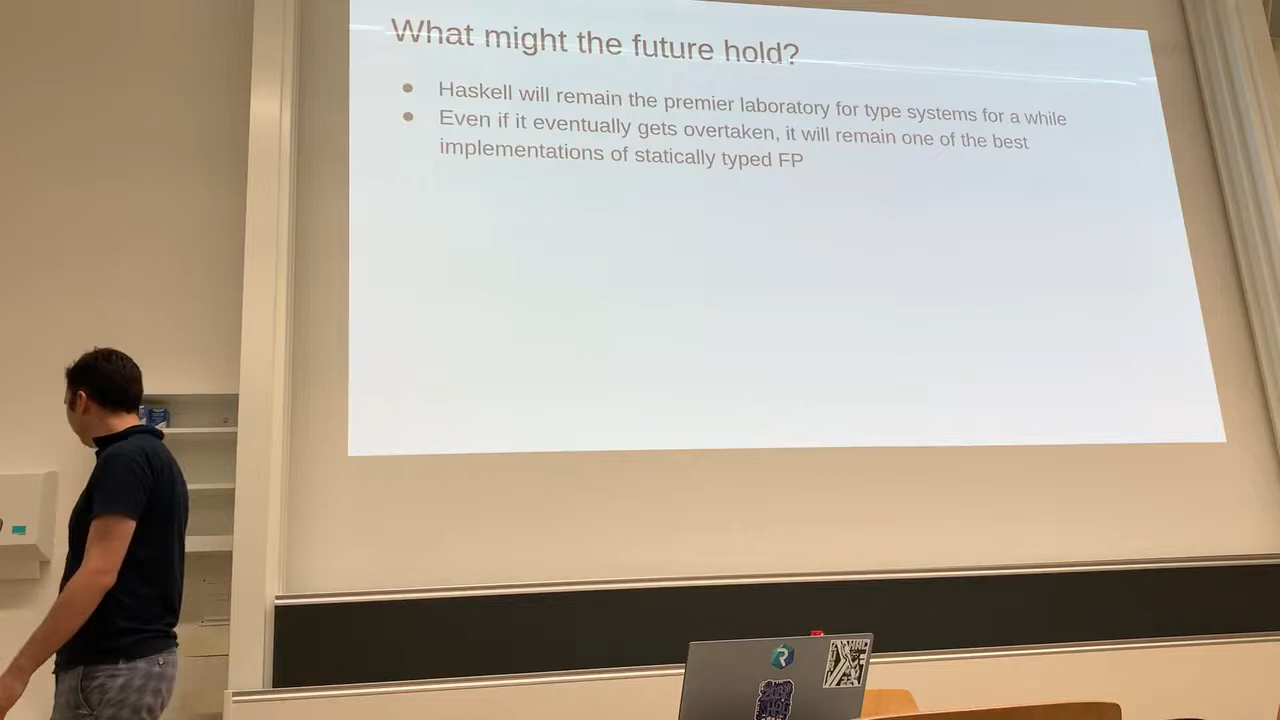 What might the future hold?
● Haskell will remain the premier laboratory for type systems for a while
● Even if it eventually gets overtaken, it will remain one of the best
implementations of statically typed FP